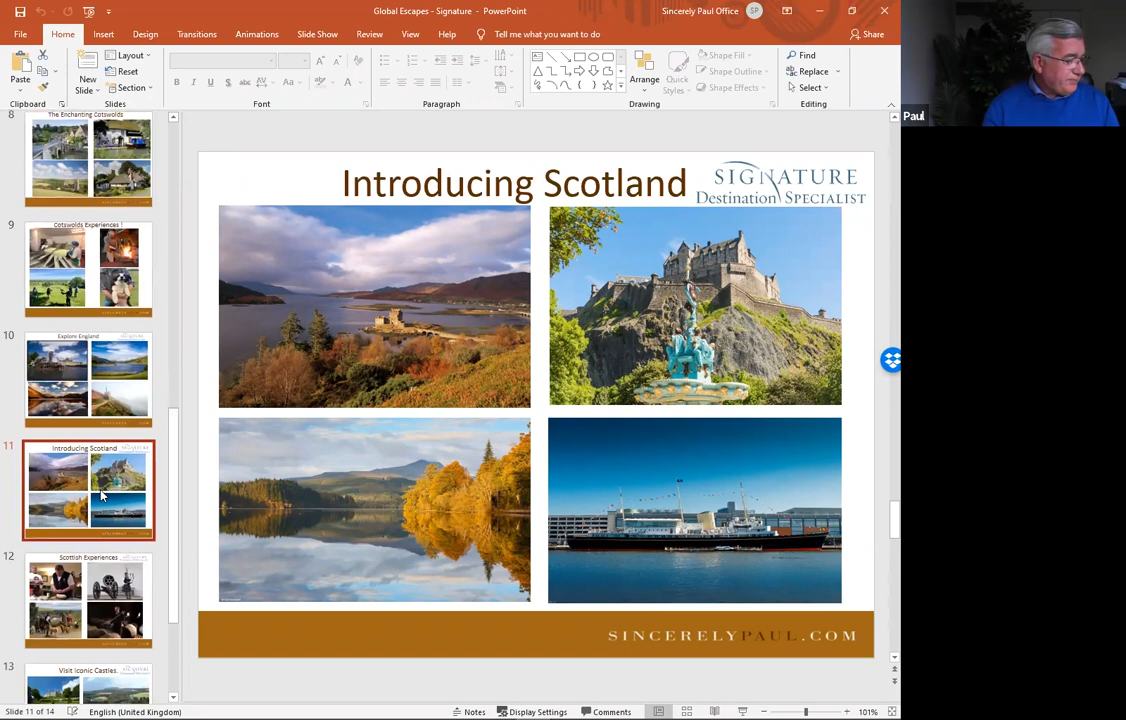 Global Escapes - Signature - PowerPoint
Sincerely Paul Office
SP
File
Home
Insert
Design
Transitions
Animations
Slide Show
Review
View
Help
Tell me what you want to do
Share
Paste
Clipboard
New
Slide
Layout
Reset
Section
Slides
B
I
U
S
abc
AV
Aa
A
Font
Paragraph
Arrange
Quick
Styles
Shape Fill
Shape Outline
Shape Effects
Drawing
Find
Replace
Select
Editing
Paul
8
The Enchanting Cotswolds
9
Cotswolds Experiences !
10
Explore England
11
Introducing Scotland
12
Scottish Experiences
13
Visit Iconic Castles.
Introducing Scotland
SIGNATURE
DESTINATION SPECIALIST
SINCERELYPAUL.COM
Slide 11 of 14
English (United Kingdom)
Notes
Display Settings
Comments
101%